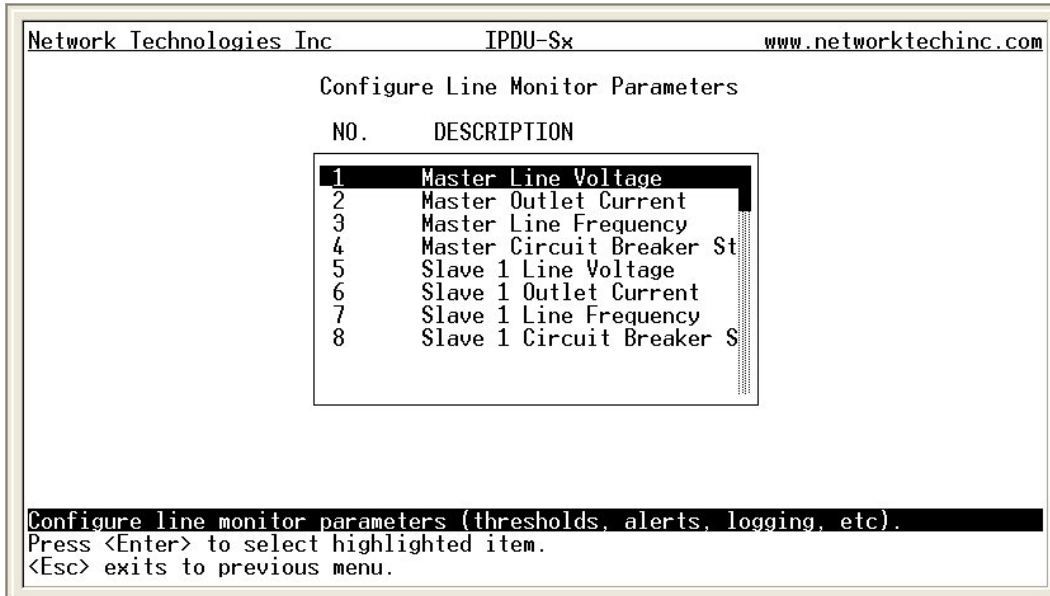 Network Technologies Inc IPDU-Sx www.networktechinc.com
Configure Line Monitor Parameters
NO. DESCRIPTION
1 Master Line Voltage
2 Master Outlet Current
3 Master Line Frequency
4 Master Circuit Breaker St
5 Slave 1 Line Voltage
6 Slave 1 Outlet Current
7 Slave 1 Line Frequency
8 Slave 1 Circuit Breaker S
Configure line monitor parameters (thresholds, alerts, logging, etc).
Press <Enter> to select highlighted item.
<Esc> exits to previous menu.